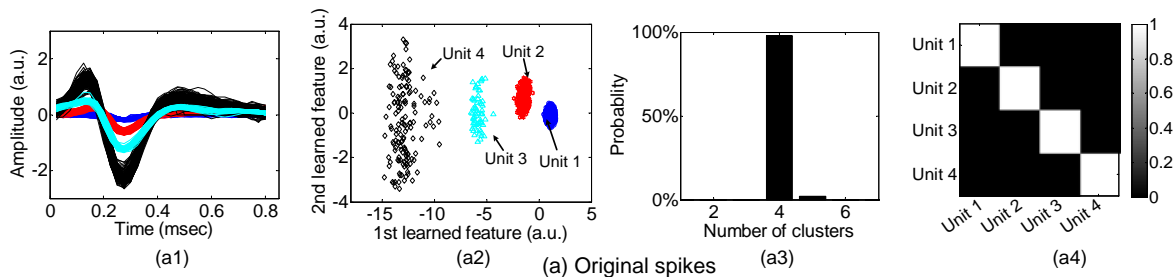 Amplitude (a.u.)
2
0
-2
0
0.2
0.4
0.6
0.8
Time (msec)
(a1)
2nd learned feature (a.u.)
4
2
0
-2
-4
Unit 4
Unit 2
Unit 3
Unit 1
-15
-10
-5
0
5
1st learned feature (a.u.)
(a2)
Probablity
100%
50%
0%
2
4
6
Number of clusters
(a3)
Unit 1
Unit 2
Unit 3
Unit 4
Unit 1
Unit 2
Unit 3
Unit 4
1
0.8
0.6
0.4
0.2
0
(a4)
(a) Original spikes